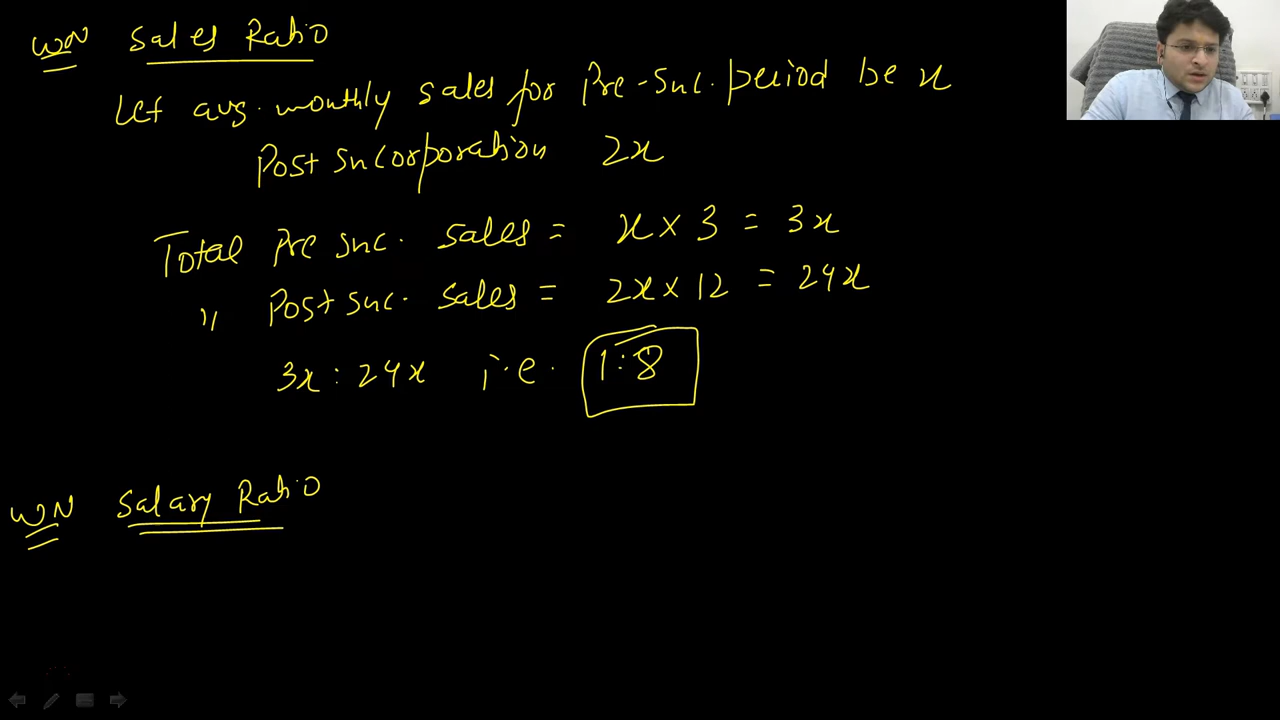 WN Sales Ratio
Let avg. monthly sales for Pre-Inc. period be x
Post Incorporation 2x
Total Pre Inc. sales = x × 3 = 3x
" Post Inc. sales = 2x × 12 = 24x
3x : 24x i.e. 1:8
WN Salary Ratio